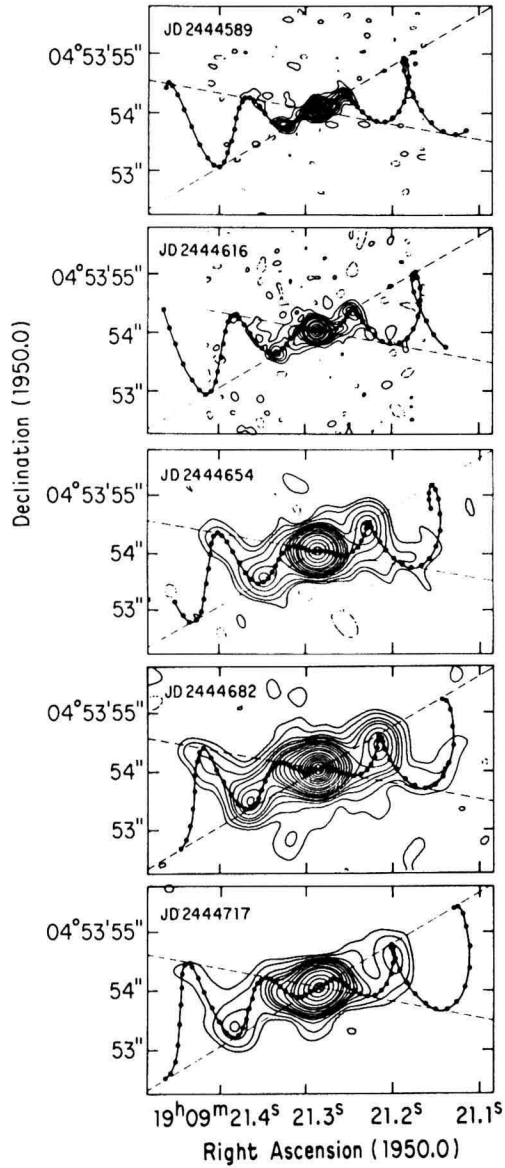 JD 2444589
04°53'55"
54"
53"
JD 2444616
04°53'55"
54"
53"
JD 2444654
04°53'55"
54"
53"
JD 2444682
04°53'55"
54"
53"
JD 2444717
04°53'55"
54"
53"
Declination (1950.0)
19ʰ09ᵐ21.4ˢ 21.3ˢ 21.2ˢ 21.1ˢ
Right Ascension (1950.0)